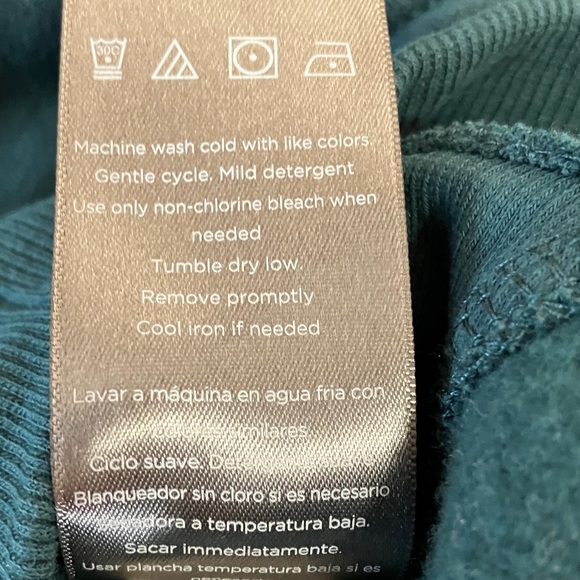 30C
Machine wash cold with like colors.
Gentle cycle. Mild detergent
Use only non-chlorine bleach when
needed
Tumble dry low.
Remove promptly
Cool iron if needed
Lavar a máquina en agua fria con
similares
Ciclo suave.
Blanqueador sin cloro si es necesario
a temperatura baja.
Sacar immediatamente.
Usar plancha temperatura baja si es